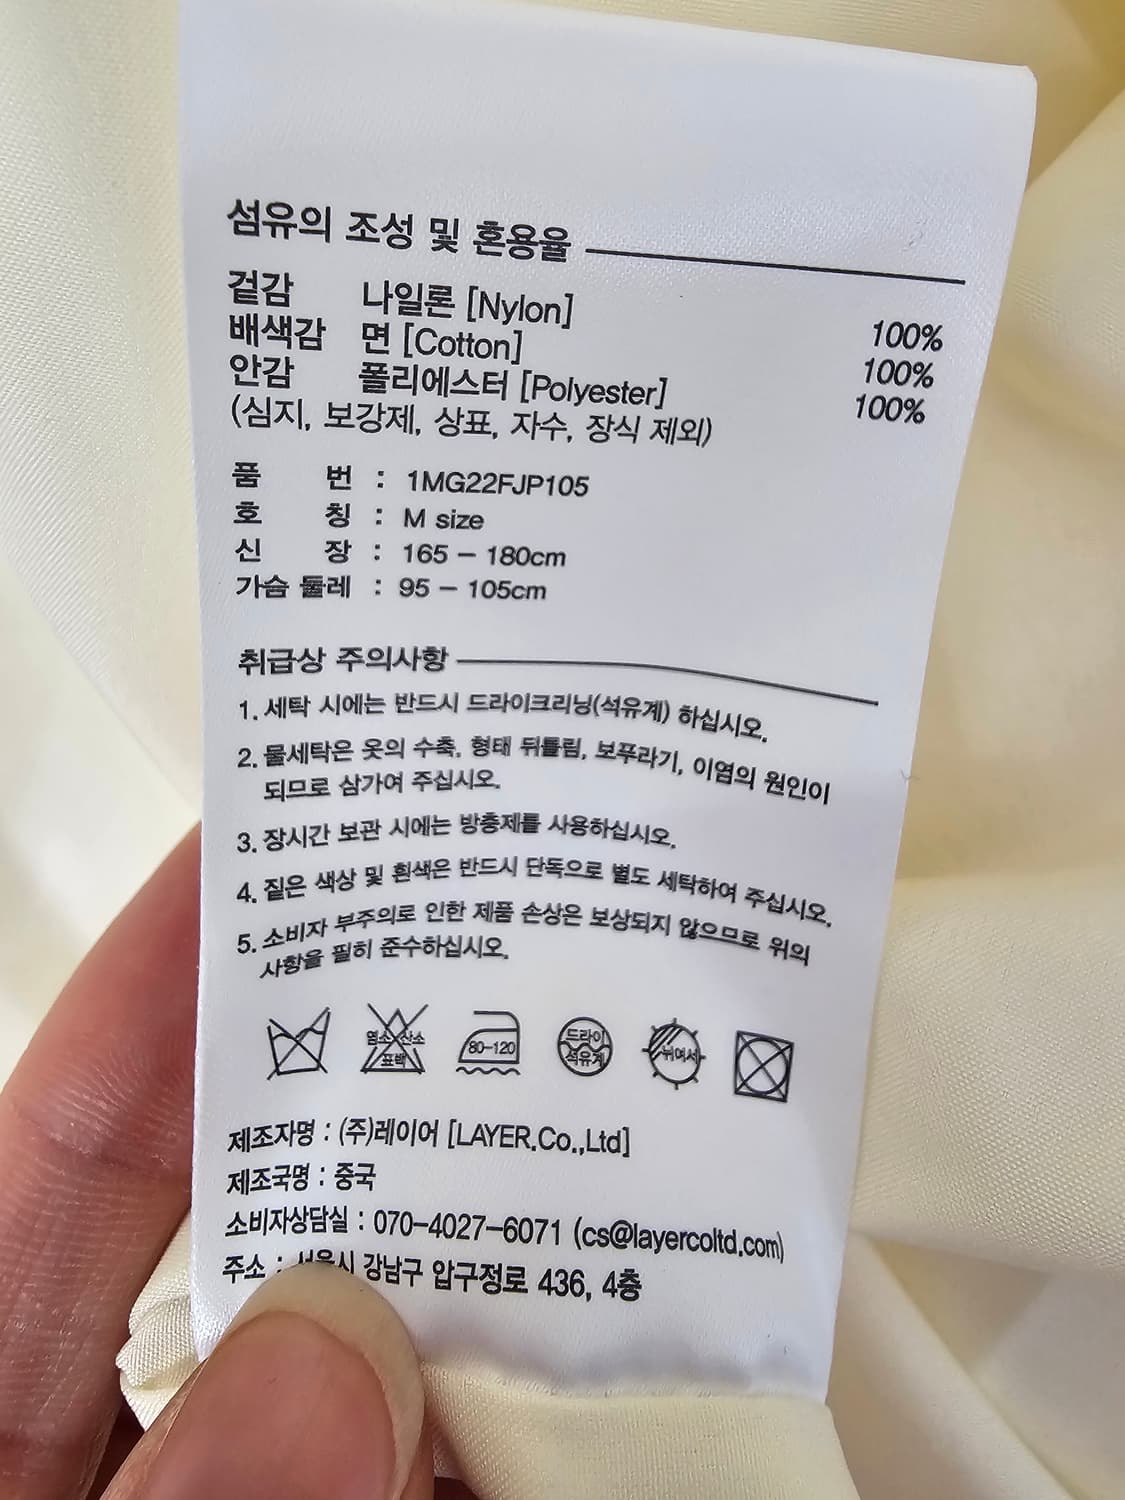 섬유의 조성 및 혼용율
겉감 나일론 [Nylon] 100%
배색감 면 [Cotton] 100%
안감 폴리에스터 [Polyester] 100%
(심지, 보강제, 상표, 자수, 장식 제외)
품 번 : 1MG22FJP105
호 칭 : M size
신 장 : 165 - 180cm
가슴 둘레 : 95 - 105cm
취급상 주의사항
1. 세탁 시에는 반드시 드라이크리닝(석유계) 하십시오.
2. 물세탁은 옷의 수축, 형태 뒤틀림, 보푸라기, 이염의 원인이
되므로 삼가여 주십시오.
3. 장시간 보관 시에는 방충제를 사용하십시오.
4. 짙은 색상 및 흰색은 반드시 단독으로 별도 세탁하여 주십시오.
5. 소비자 부주의로 인한 제품 손상은 보상되지 않으므로 위의
사항을 필히 준수하십시오.
염소 산소 표백 80-120 드라이 석유계 뉘여서
제조자명 : (주)레이어 [LAYER.Co.,Ltd]
제조국명 : 중국
소비자상담실 : 070-4027-6071 (cs@layercoltd.com)
주소 : 서울시 강남구 압구정로 436, 4층